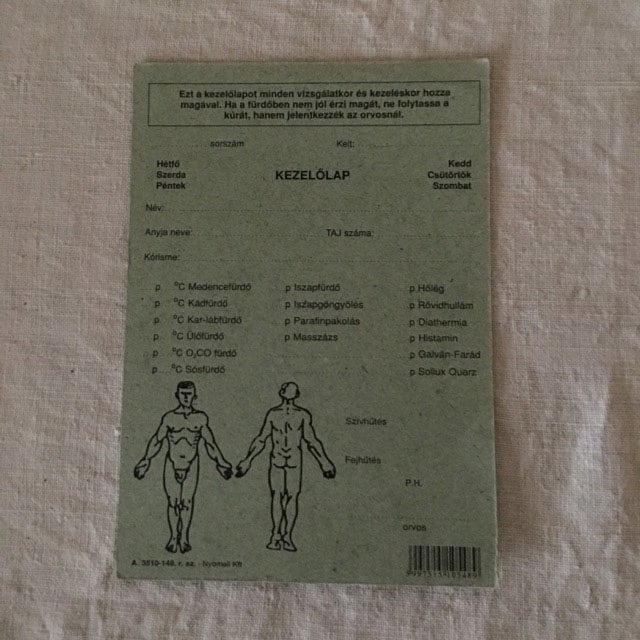 Ezt a kezelőlapot minden vizsgálatkor és kezeléskor hozza
magával. Ha a fürdőben nem jól érzi magát, ne folytassa a
kúrát, hanem jelentkezzék az orvosnál.
sorszám Kelt:
Hétfő Kedd
Szerda KEZELŐLAP Csütörtök
Péntek Szombat
Név:
Anyja neve: TAJ száma:
Kórisme:
p °C Medencefürdő p Iszapfürdő p Hőlég
p °C Kádfürdő p Iszapgöngyölés p Rövidhullám
p °C Kar-lábfürdő p Parafinpakolás p Diathermia
p °C Ülőfürdő p Masszázs p Histamin
p °C O₂CO fürdő p Galván-Farád
p °C Sósfürdő p Sollux Quarz
Szívhűtés
Fejhűtés
P.H.
orvos
A. 3510-148. r. sz. - Nyomell Kft